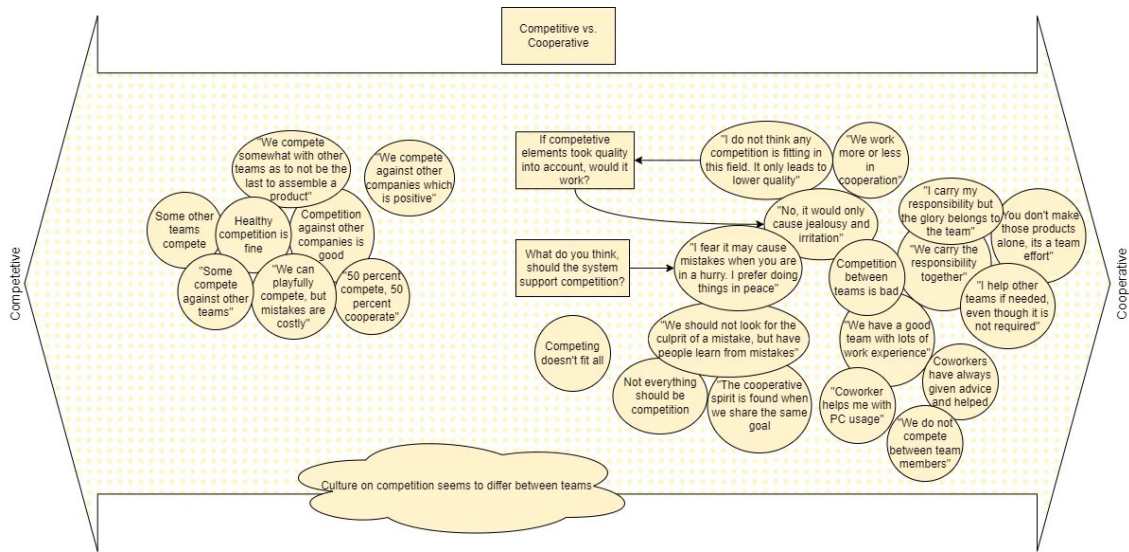 Competitive vs.
Cooperative
Competetive
"We compete
somewhat with other
teams as to not be the
last to assemble a
product"
"We compete
against other
companies which
is positive"
Some other
teams
compete
Healthy
competition is
fine
Competition
against other
companies is
good
"Some
compete
against other
teams"
"We can
playfully
compete, but
mistakes are
costly"
"50 percent
compete, 50
percent
cooperate"
If competetive
elements took quality
into account, would it
work?
"I do not think any
competition is fitting in
this field. It only leads to
lower quality"
"We work
more or less
in
cooperation"
"No, it would only
cause jealousy and
irritation"
"I carry my
responsibility but
the glory belongs to
the team"
"You don't make
those products
alone, its a team
effort"
What do you think,
should the system
support competition?
"I fear it may cause
mistakes when you are
in a hurry. I prefer doing
things in peace"
Competition
between
teams is bad
"We carry the
responsibility
together"
"I help other
teams if needed,
even though it is
not required"
Competing
doesn't fit all
"We should not look for the
culprit of a mistake, but have
people learn from mistakes"
"We have a good
team with lots of
work experience"
Coworkers
have always
given advice
and helped
Not everything
should be
competition
"The cooperative
spirit is found when
we share the same
goal
"Coworker
helps me with
PC usage"
"We do not
compete
between team
members"
Cooperative
Culture on competition seems to differ between teams